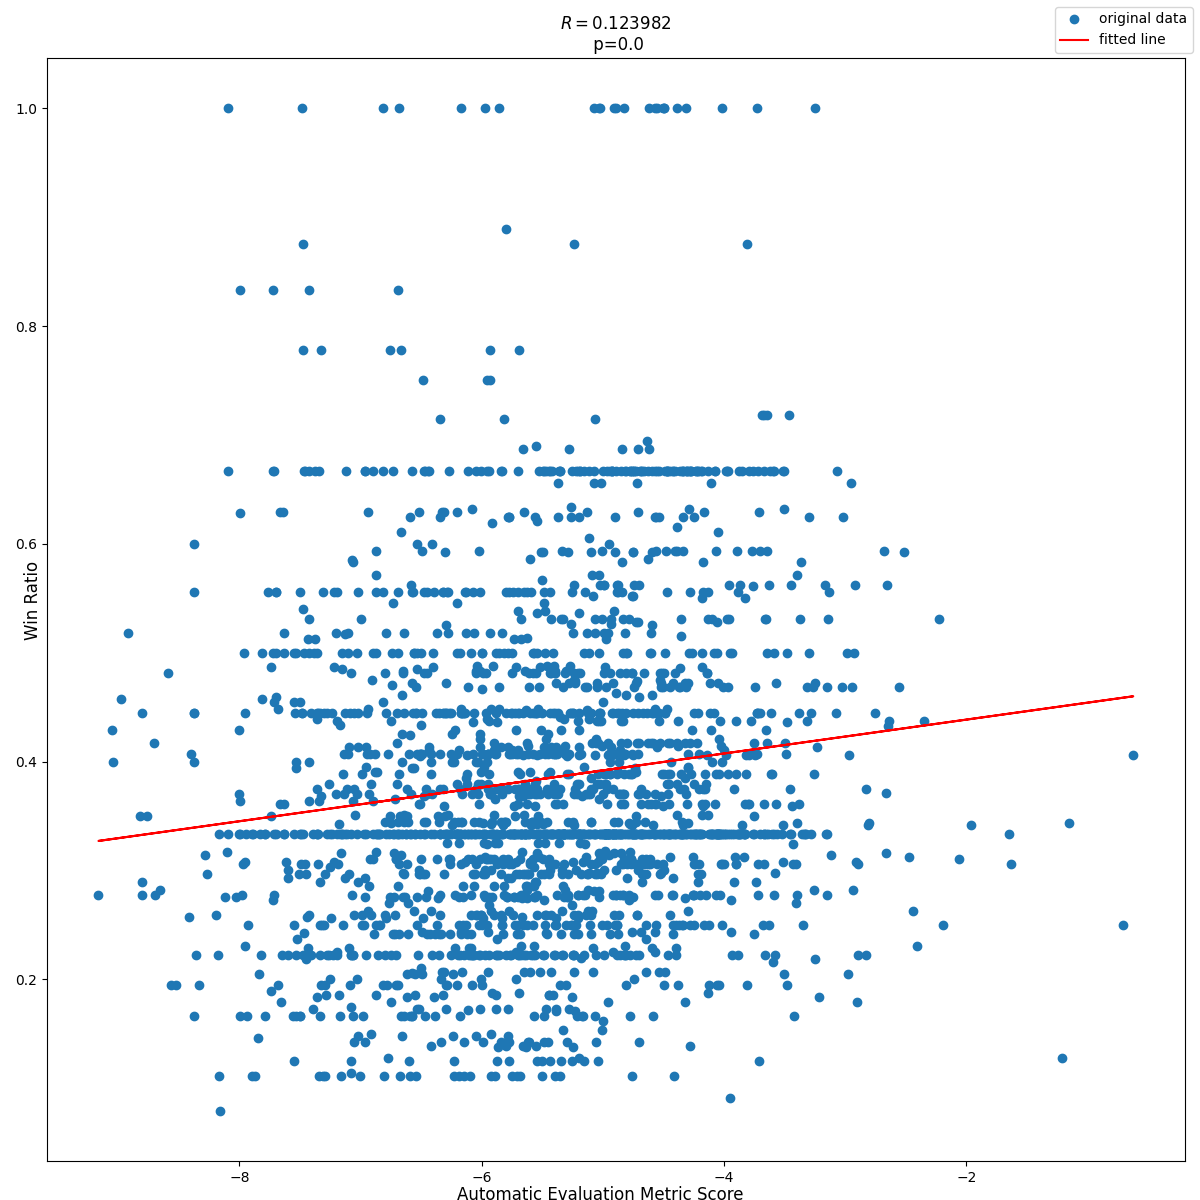 R = 0.123982
p=0.0
original data
fitted line
1.0
0.8
0.6
0.4
0.2
Win Ratio
−8
−6
−4
−2
Automatic Evaluation Metric Score